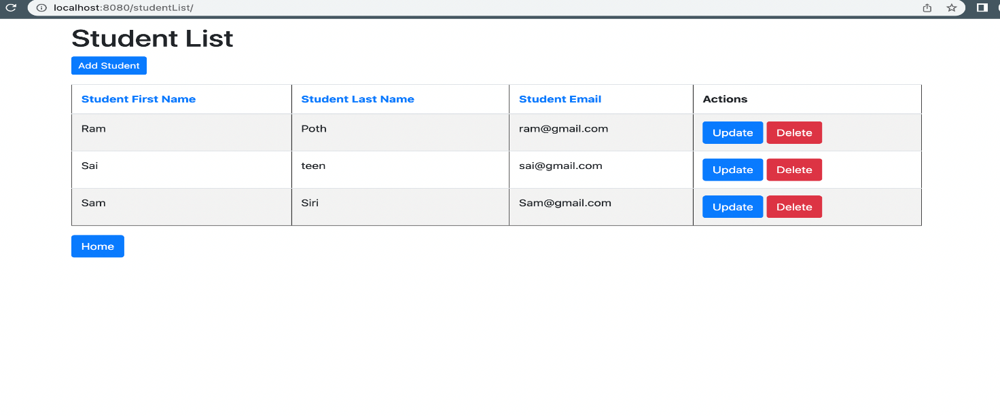 localhost:8080/studentList/
Student List
Add Student
Student First Name Student Last Name Student Email Actions
Ram Poth ram@gmail.com Update Delete
Sai teen sai@gmail.com Update Delete
Sam Siri Sam@gmail.com Update Delete
Home